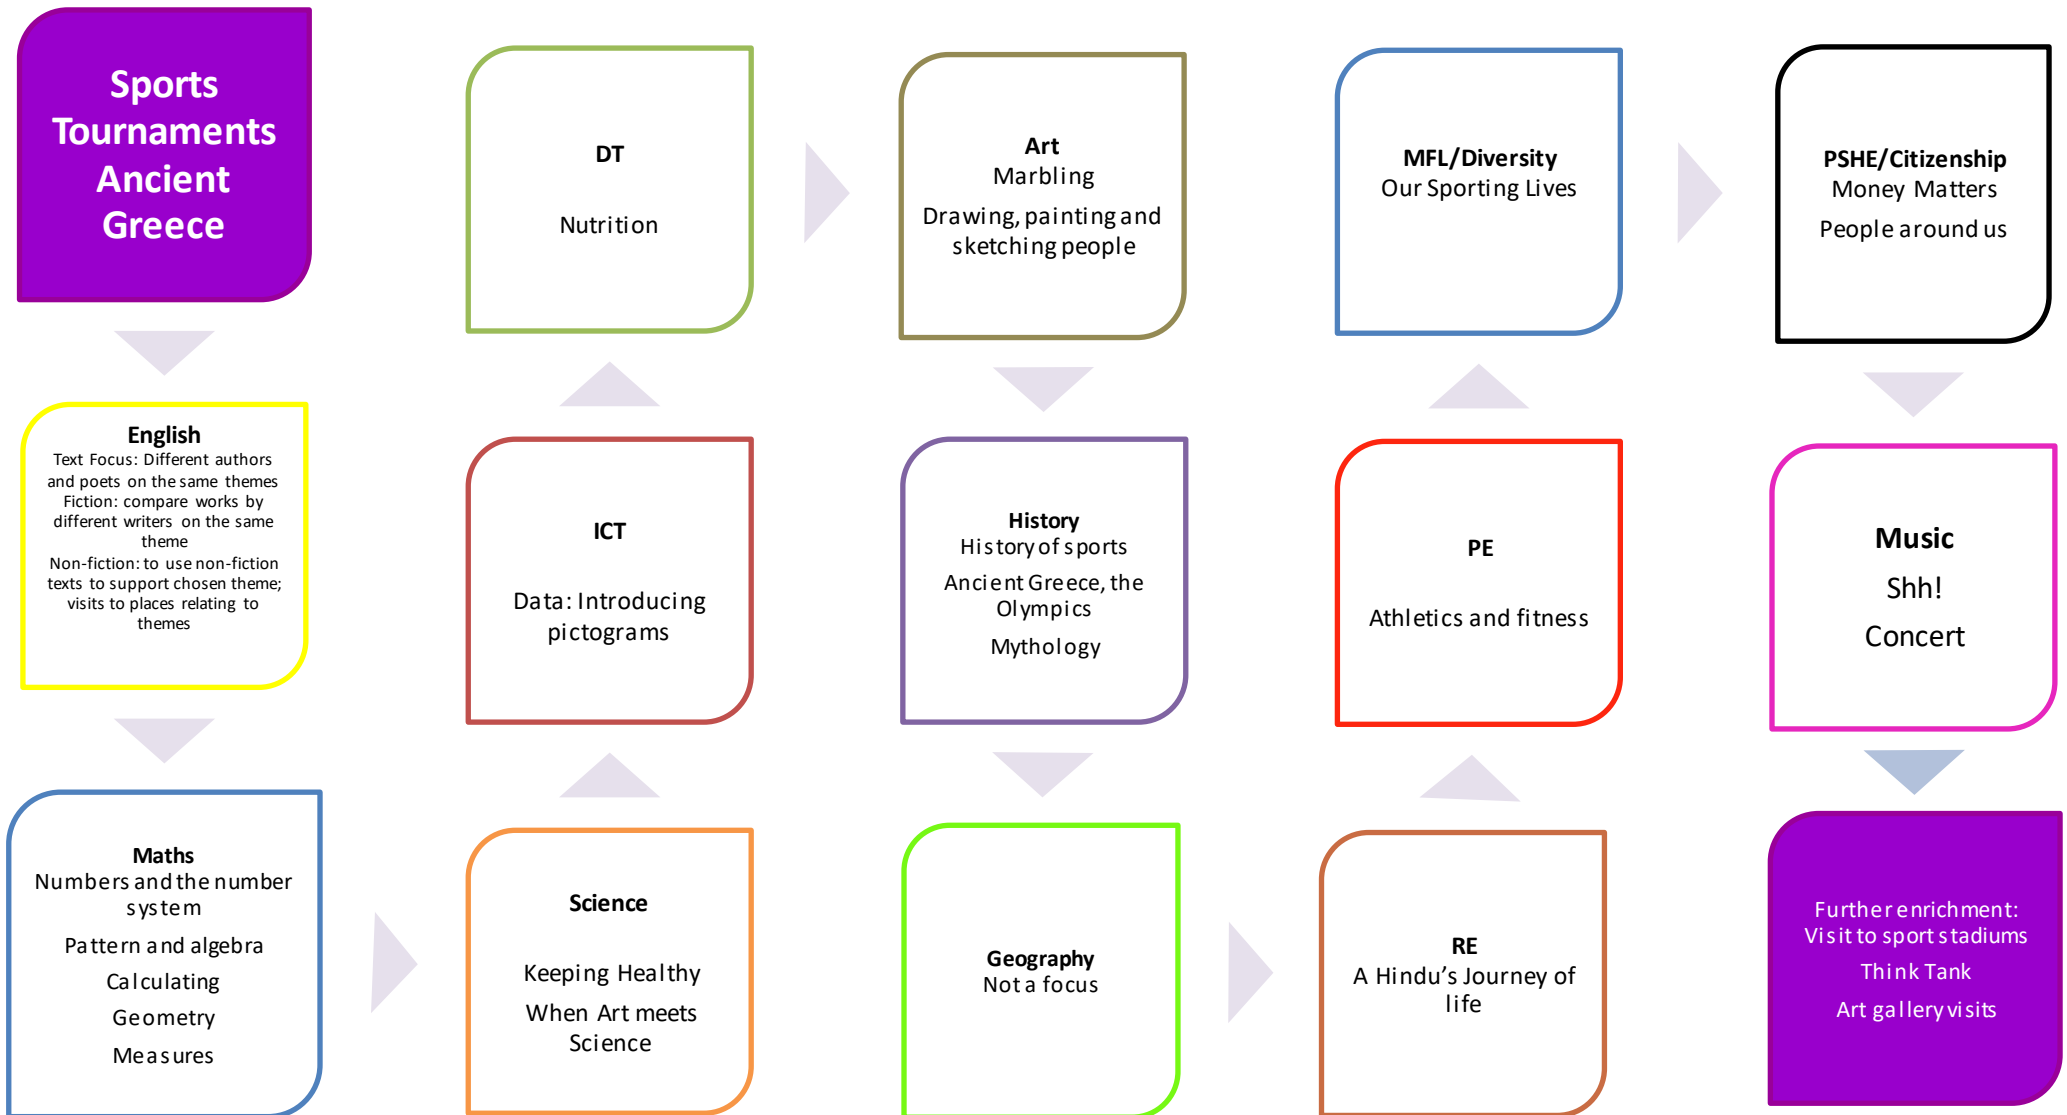 Sports
Tournaments
Ancient
Greece
English
Text Focus: Different authors
and poets on the same themes
Fiction: compare works by
different writers on the same
theme
Non-fiction: to use non-fiction
texts to support chosen theme;
visits to places relating to
themes
Maths
Numbers and the number
system
Pattern and algebra
Calculating
Geometry
Measures
Science
Keeping Healthy
When Art meets
Science
ICT
Data: Introducing
pictograms
DT
Nutrition
Art
Marbling
Drawing, painting and
sketching people
History
History of sports
Ancient Greece, the
Olympics
Mythology
Geography
Not a focus
RE
A Hindu’s Journey of
life
PE
Athletics and fitness
MFL/Diversity
Our Sporting Lives
PSHE/Citizenship
Money Matters
People around us
Music
Shh!
Concert
Further enrichment:
Visit to sport stadiums
Think Tank
Art gallery visits